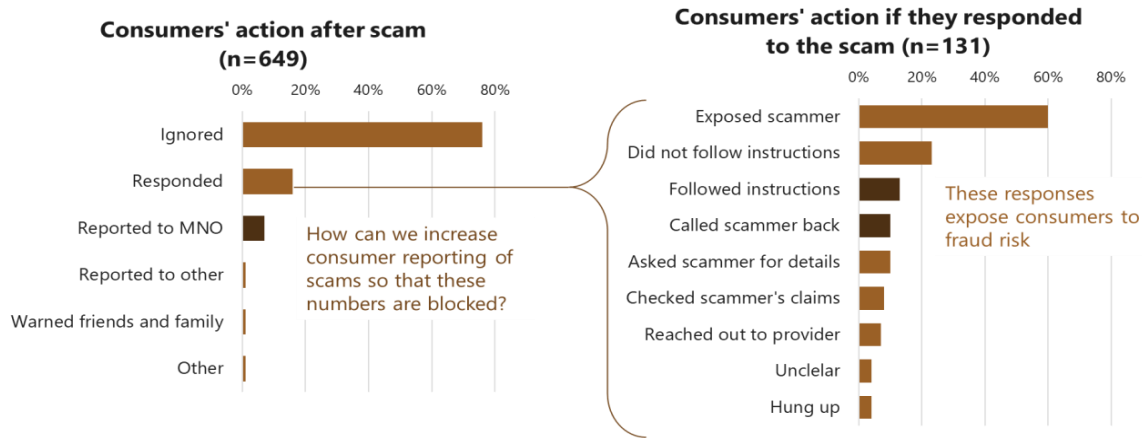 Consumers' action after scam
(n=649)
0%
20%
40%
60%
80%
Ignored
Responded
Reported to MNO
Reported to other
Warned friends and family
Other
How can we increase
consumer reporting of
scams so that these
numbers are blocked?
Consumers' action if they responded
to the scam (n=131)
0%
20%
40%
60%
80%
Exposed scammer
Did not follow instructions
Followed instructions
Called scammer back
Asked scammer for details
Checked scammer's claims
Reached out to provider
Unclelar
Hung up
These responses
expose consumers to
fraud risk